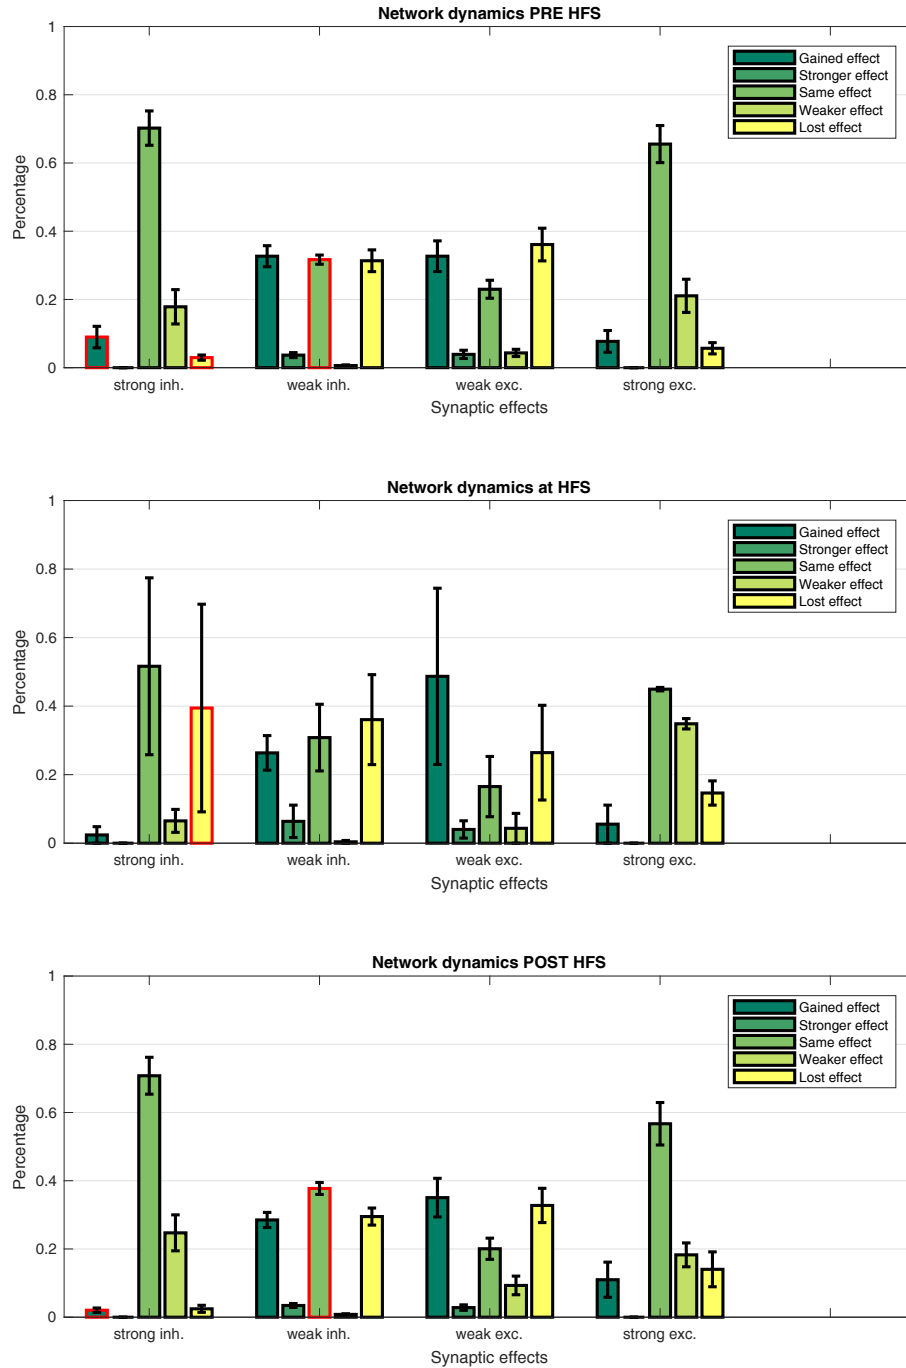 Network dynamics PRE HFS
1
0.8
0.6
0.4
0.2
0
Percentage
Gained effect
Stronger effect
Same effect
Weaker effect
Lost effect
strong inh.
weak inh.
weak exc.
strong exc.
Synaptic effects
Network dynamics at HFS
1
0.8
0.6
0.4
0.2
0
Percentage
Gained effect
Stronger effect
Same effect
Weaker effect
Lost effect
strong inh.
weak inh.
weak exc.
strong exc.
Synaptic effects
Network dynamics POST HFS
1
0.8
0.6
0.4
0.2
0
Percentage
Gained effect
Stronger effect
Same effect
Weaker effect
Lost effect
strong inh.
weak inh.
weak exc.
strong exc.
Synaptic effects